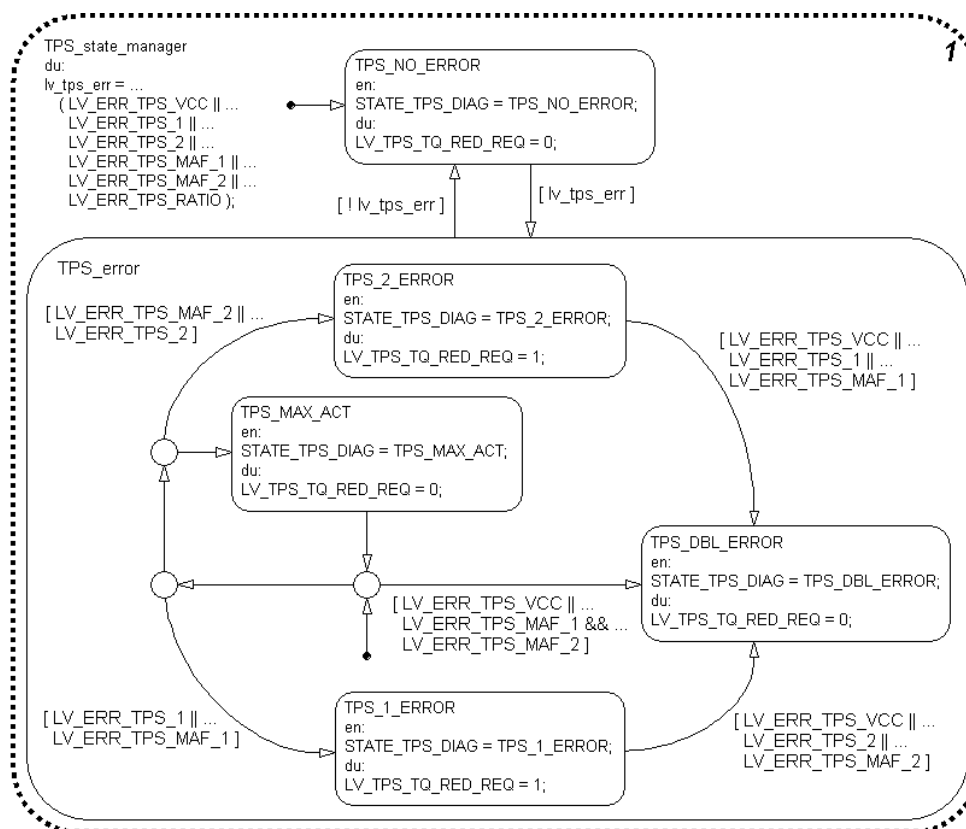 TPS_state_manager
du:
lv_tps_err = ...
( LV_ERR_TPS_VCC || ...
LV_ERR_TPS_1 || ...
LV_ERR_TPS_2 || ...
LV_ERR_TPS_MAF_1 || ...
LV_ERR_TPS_MAF_2 || ...
LV_ERR_TPS_RATIO );
1
TPS_NO_ERROR
en:
STATE_TPS_DIAG = TPS_NO_ERROR;
du:
LV_TPS_TQ_RED_REQ = 0;
[ ! lv_tps_err ]
[ lv_tps_err ]
TPS_error
[ LV_ERR_TPS_MAF_2 || ...
LV_ERR_TPS_2 ]
TPS_2_ERROR
en:
STATE_TPS_DIAG = TPS_2_ERROR;
du:
LV_TPS_TQ_RED_REQ = 1;
[ LV_ERR_TPS_VCC || ...
LV_ERR_TPS_1 || ...
LV_ERR_TPS_MAF_1 ]
TPS_MAX_ACT
en:
STATE_TPS_DIAG = TPS_MAX_ACT;
du:
LV_TPS_TQ_RED_REQ = 0;
TPS_DBL_ERROR
en:
STATE_TPS_DIAG = TPS_DBL_ERROR;
du:
LV_TPS_TQ_RED_REQ = 0;
[ LV_ERR_TPS_VCC || ...
LV_ERR_TPS_MAF_1 && ...
LV_ERR_TPS_MAF_2 ]
[ LV_ERR_TPS_1 || ...
LV_ERR_TPS_MAF_1 ]
TPS_1_ERROR
en:
STATE_TPS_DIAG = TPS_1_ERROR;
du:
LV_TPS_TQ_RED_REQ = 1;
[ LV_ERR_TPS_VCC || ...
LV_ERR_TPS_2 || ...
LV_ERR_TPS_MAF_2 ]